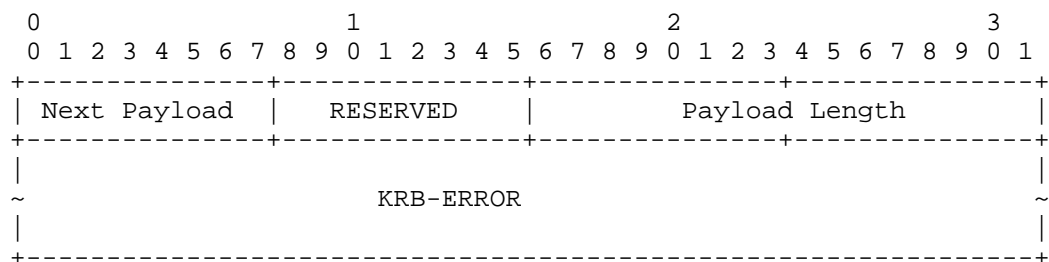 0                   1                   2                   3
 0 1 2 3 4 5 6 7 8 9 0 1 2 3 4 5 6 7 8 9 0 1 2 3 4 5 6 7 8 9 0 1
+---------------+---------------+---------------+---------------+
| Next Payload  |   RESERVED    |         Payload Length        |
+---------------+---------------+---------------+---------------+
|                                                               |
~                      KRB-ERROR                                ~
|                                                               |
+---------------------------------------------------------------+